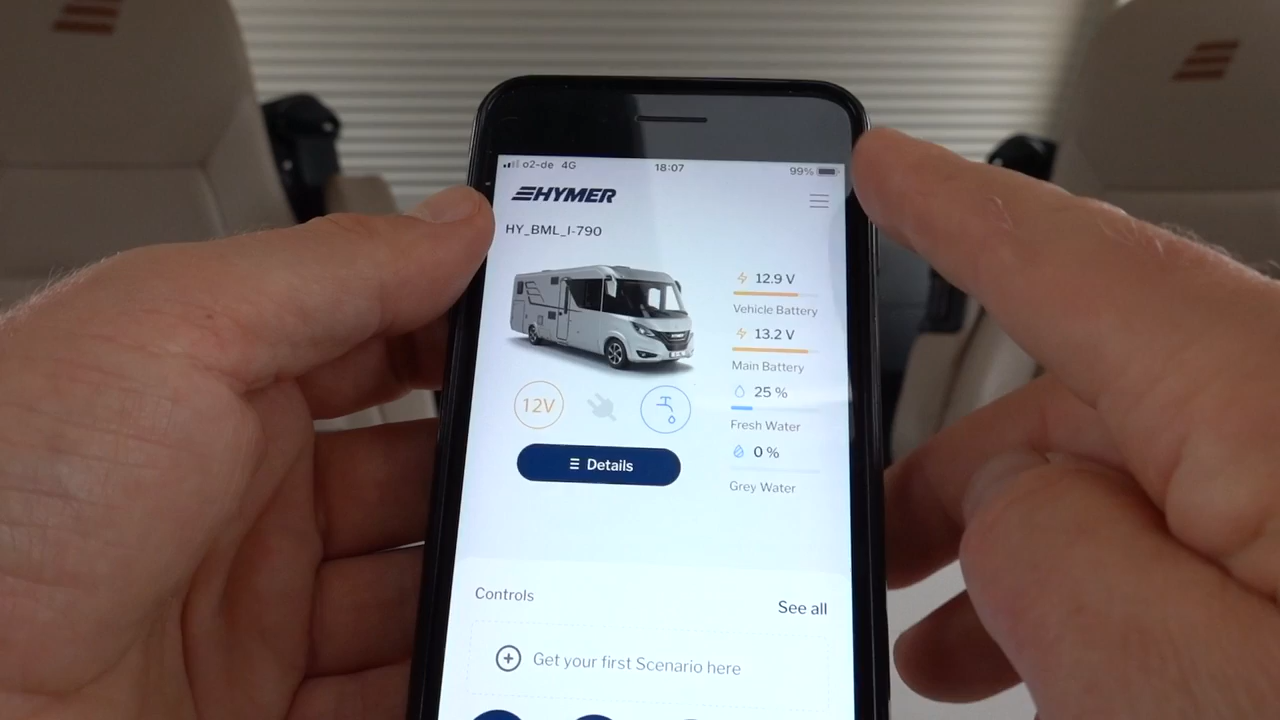 o2-de 4G 18:07 99%
HYMER
HY_BML_I-790
12.9 V
Vehicle Battery
13.2 V
Main Battery
25 %
Fresh Water
0 %
Grey Water
12V
Details
Controls
See all
Get your first Scenario here